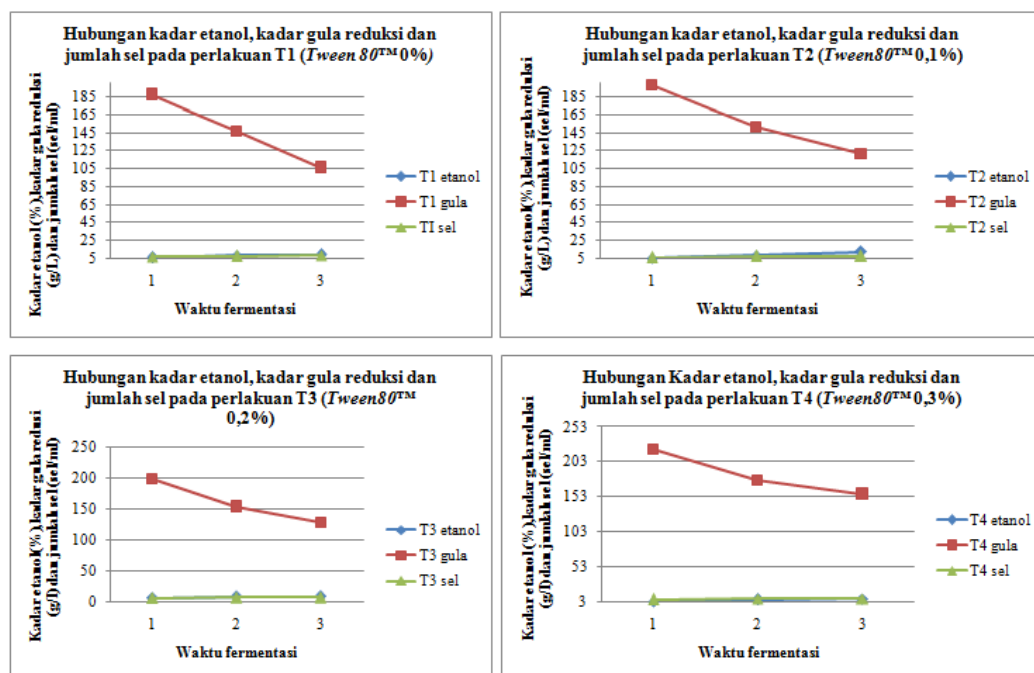 Hubungan kadar etanol, kadar gula reduksi dan
jumlah sel pada perlakuan T1 (Tween 80™ 0%)
Kadar etanol (%), kadar gula reduksi
(g/L) dan jumlah sel (sel/ml)
185
165
145
125
105
85
65
45
25
5
1 2 3
Waktu fermentasi
T1 etanol
T1 gula
TI sel
Hubungan kadar etanol, kadar gula reduksi dan
jumlah sel pada perlakuan T2 (Tween80™ 0,1%)
Kadar etanol (%), kadar gula reduksi
(g/L) dan jumlah sel (sel/ml)
185
165
145
125
105
85
65
45
25
5
1 2 3
Waktu fermentasi
T2 etanol
T2 gula
T2 sel
Hubungan kadar etanol, kadar gula reduksi dan
jumlah sel pada perlakuan T3 (Tween80™
0,2%)
Kadar etanol(%), kadar gula reduksi
(g/l) dan jumlah sel (sel/ml)
250
200
150
100
50
0
1 2 3
Waktu fermentasi
T3 etanol
T3 gula
T3 sel
Hubungan Kadar etanol, kadar gula reduksi dan
jumlah sel pada perlakuan T4 (Tween80™ 0,3%)
Kadar etanol(%), kadar gula reduksi
(g/l) dan jumlah sel (sel/ml)
253
203
153
103
53
3
1 2 3
Waktu fermentasi
T4 etanol
T4 gula
T4 sel